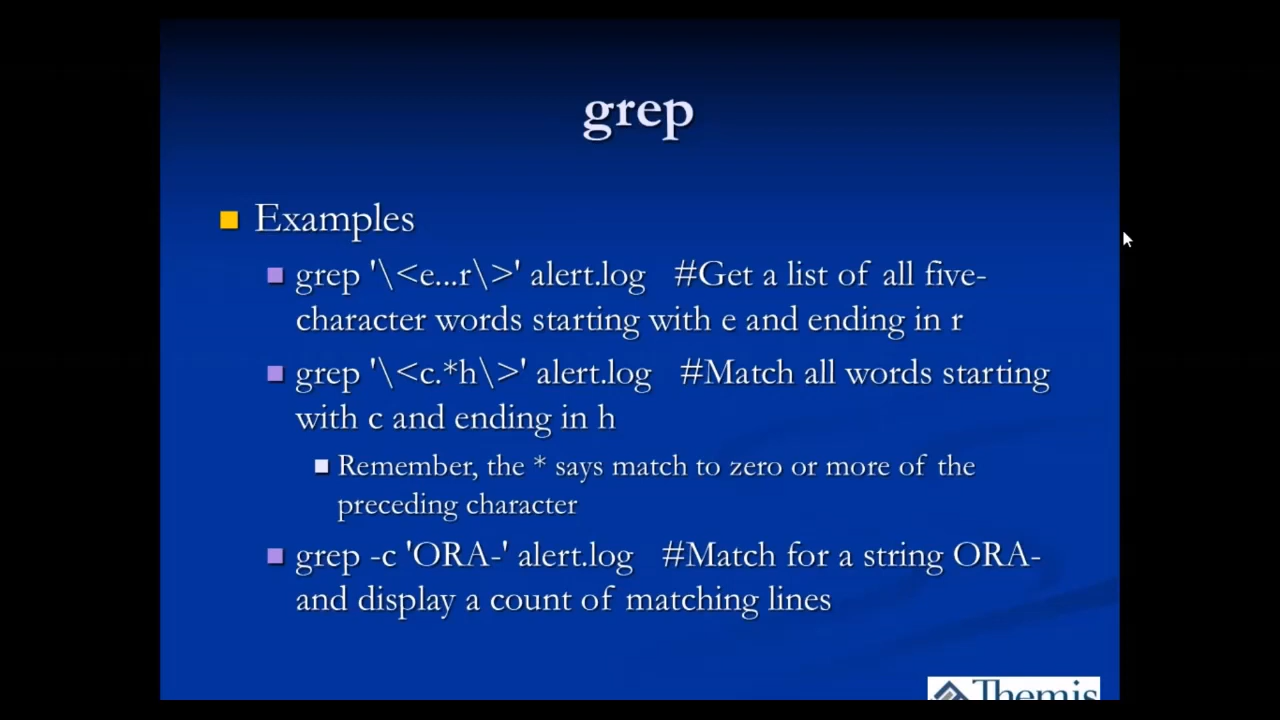 grep
Examples
grep '\<e...r\>' alert.log #Get a list of all five-
character words starting with e and ending in r
grep '\<c.*h\>' alert.log #Match all words starting
with c and ending in h
Remember, the * says match to zero or more of the
preceding character
grep -c 'ORA-' alert.log #Match for a string ORA-
and display a count of matching lines
Themis